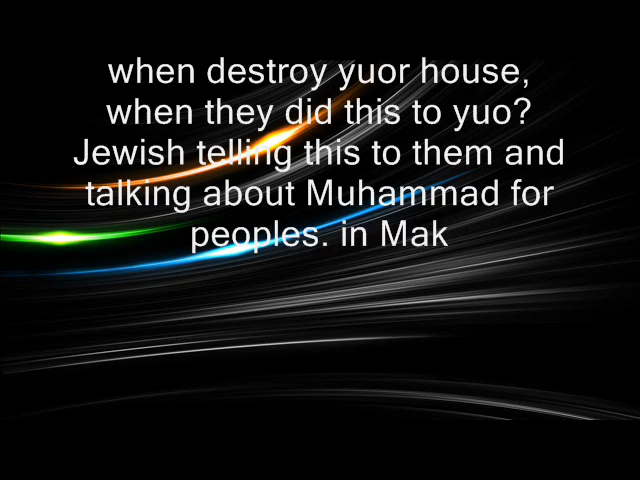 when destroy yuor house,
when they did this to yuo?
Jewish telling this to them and
talking about Muhammad for
peoples. in Mak